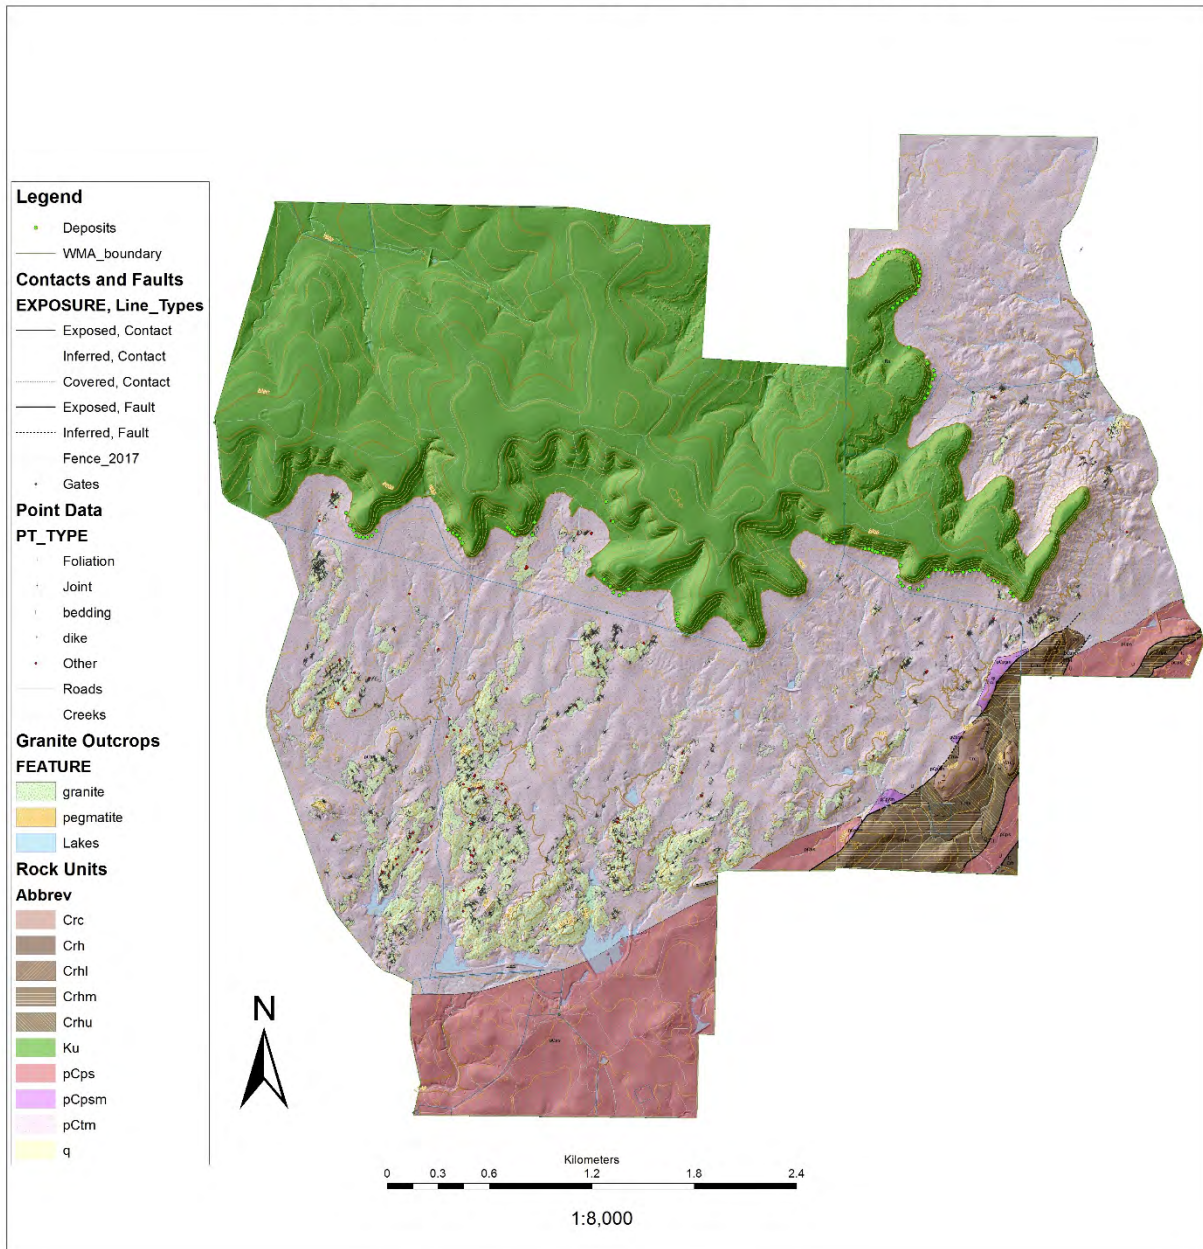 Legend
Deposits
WMA_boundary
Contacts and Faults
EXPOSURE, Line_Types
Exposed, Contact
Inferred, Contact
Covered, Contact
Exposed, Fault
Inferred, Fault
Fence_2017
Gates
Point Data
PT_TYPE
Foliation
Joint
bedding
dike
Other
Roads
Creeks
Granite Outcrops
FEATURE
granite
pegmatite
Lakes
Rock Units
Abbrev
Crc
Crh
Crhl
Crhm
Crhu
Ku
pCps
pCpsm
pCtm
q
N
Kilometers
0 0.3 0.6 1.2 1.8 2.4
1:8,000